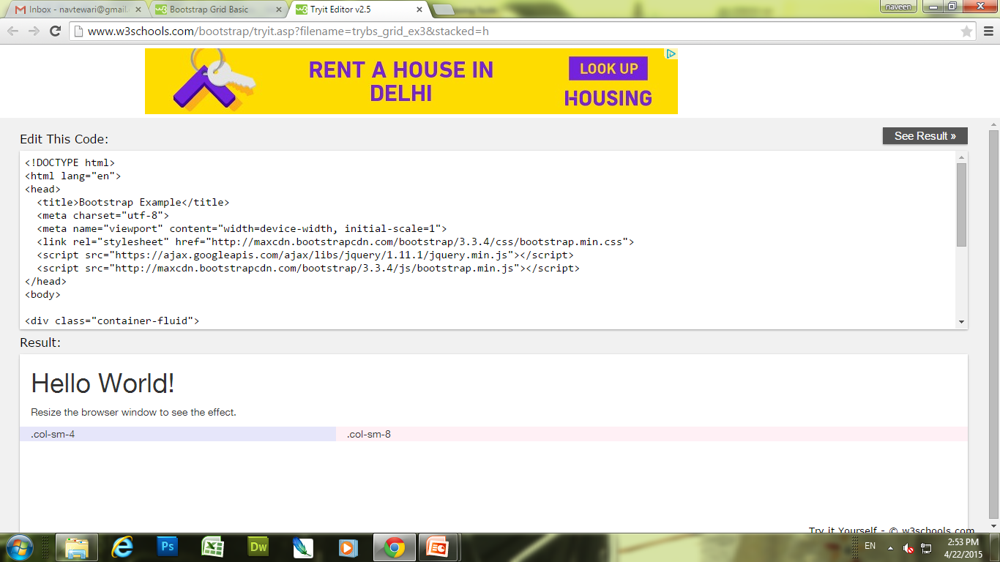 Inbox - navtewari@gmail.
Bootstrap Grid Basic
Tryit Editor v2.5
naveen
www.w3schools.com/bootstrap/tryit.asp?filename=trybs_grid_ex3&stacked=h
RENT A HOUSE IN
DELHI
LOOK UP
HOUSING
Edit This Code:
See Result »
<!DOCTYPE html>
<html lang="en">
<head>
  <title>Bootstrap Example</title>
  <meta charset="utf-8">
  <meta name="viewport" content="width=device-width, initial-scale=1">
  <link rel="stylesheet" href="http://maxcdn.bootstrapcdn.com/bootstrap/3.3.4/css/bootstrap.min.css">
  <script src="https://ajax.googleapis.com/ajax/libs/jquery/1.11.1/jquery.min.js"></script>
  <script src="http://maxcdn.bootstrapcdn.com/bootstrap/3.3.4/js/bootstrap.min.js"></script>
</head>
<body>
<div class="container-fluid">
Result:
Hello World!
Resize the browser window to see the effect.
.col-sm-4 .col-sm-8
Try it Yourself - © w3schools.com
Ps
Dw
EN
2:53 PM
4/22/2015